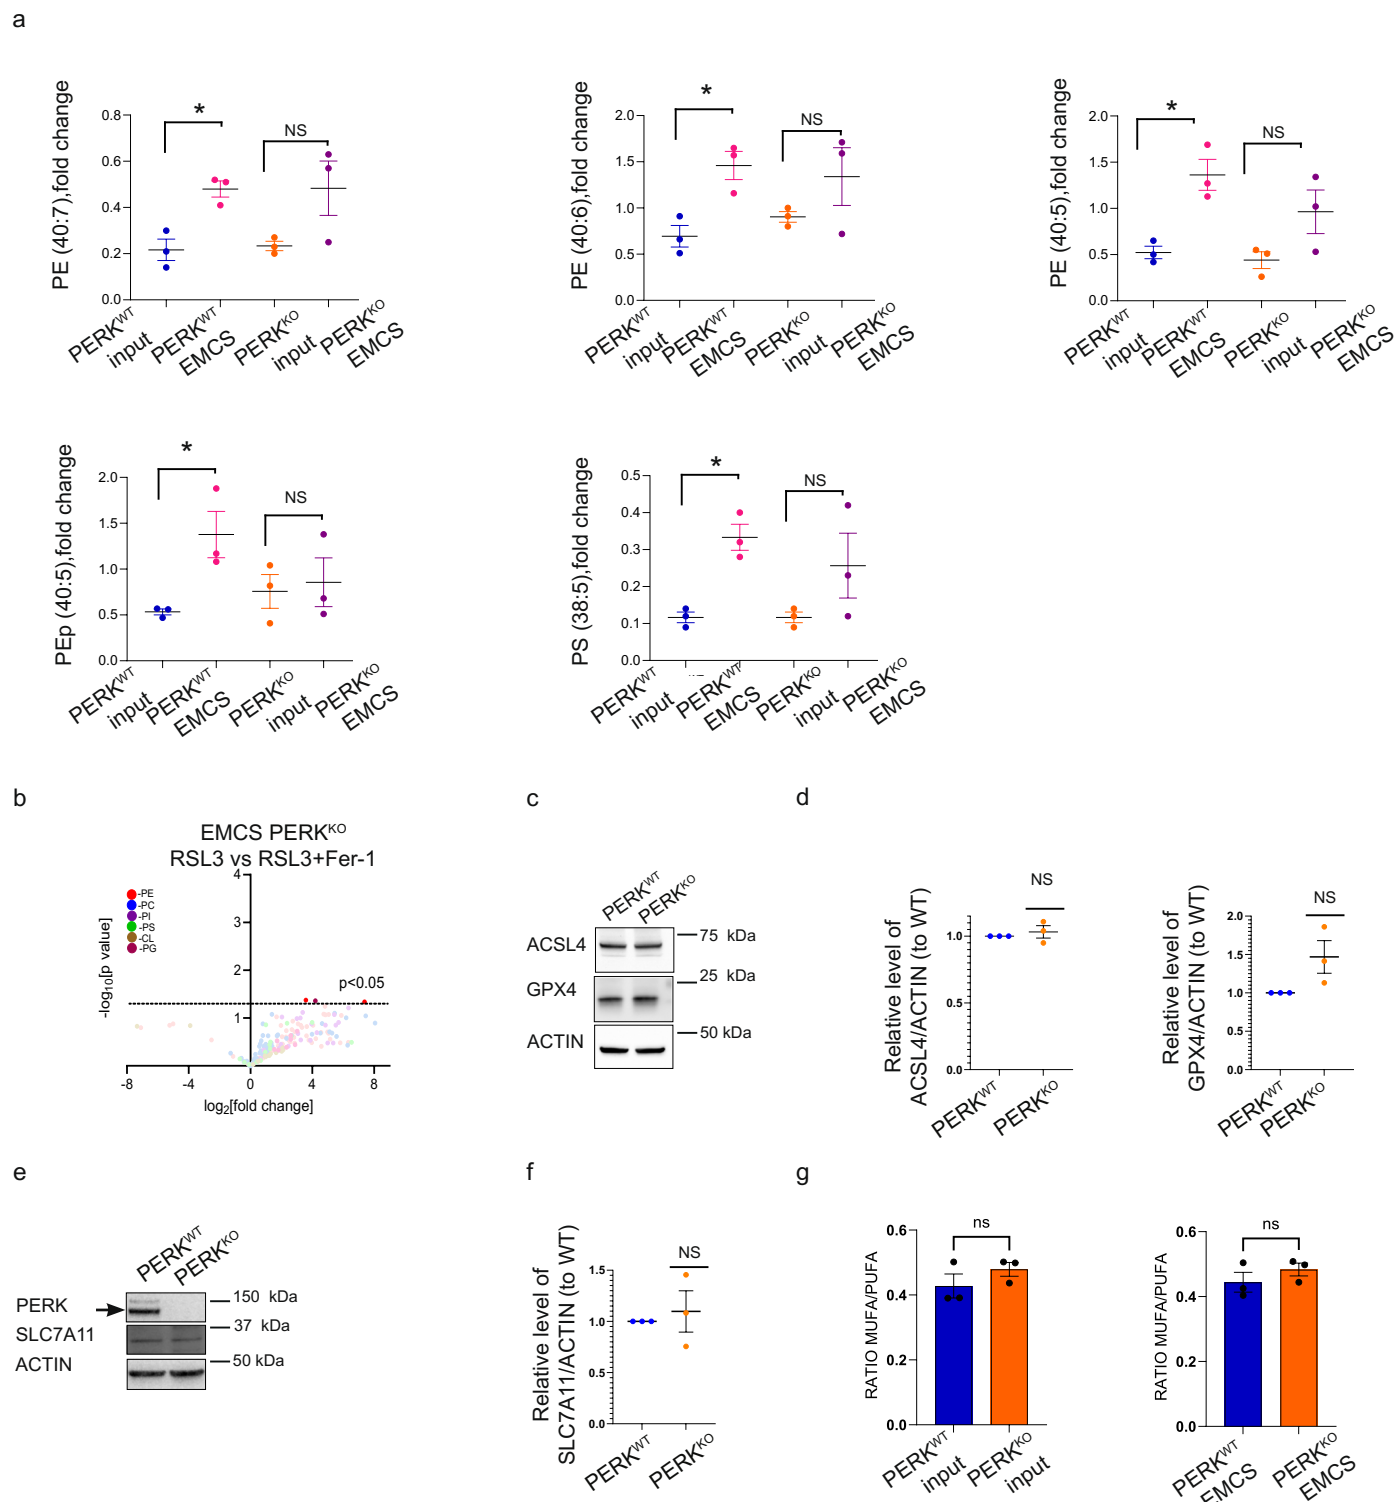 a
PE (40:7),fold change
0.8
0.6
0.4
0.2
0.0
*
NS
PERKWT
input
PERKWT
EMCS
PERKKO
input
PERKKO
EMCS
PE (40:6),fold change
2.0
1.5
1.0
0.5
0.0
*
NS
PERKWT
input
PERKWT
EMCS
PERKKO
input
PERKKO
EMCS
PE (40:5),fold change
2.0
1.5
1.0
0.5
0.0
*
NS
PERKWT
input
PERKWT
EMCS
PERKKO
input
PERKKO
EMCS
PEp (40:5),fold change
2.0
1.5
1.0
0.5
0.0
*
NS
PERKWT
input
PERKWT
EMCS
PERKKO
input
PERKKO
EMCS
PS (38:5),fold change
0.5
0.4
0.3
0.2
0.1
0.0
*
NS
PERKWT
input
PERKWT
EMCS
PERKKO
input
PERKKO
EMCS
b
EMCS PERKKO
RSL3 vs RSL3+Fer-1
-PE
-PC
-PI
-PS
-CL
-PG
-log10[p value]
4
3
2
1
p<0.05
-8
-4
0
4
8
log2[fold change]
c
PERKWT
PERKKO
ACSL4
75 kDa
GPX4
25 kDa
ACTIN
50 kDa
d
Relative level of
ACSL4/ACTIN (to WT)
1.0
0.5
0.0
NS
PERKWT
PERKKO
Relative level of
GPX4/ACTIN (to WT)
2.0
1.5
1.0
0.5
0.0
NS
PERKWT
PERKKO
e
PERKWT
PERKKO
PERK
150 kDa
SLC7A11
37 kDa
ACTIN
50 kDa
f
Relative level of
SLC7A11/ACTIN (to WT)
1.5
1.0
0.5
0.0
NS
PERKWT
PERKKO
g
RATIO MUFA/PUFA
0.6
0.4
0.2
0.0
ns
PERKWT
input
PERKKO
input
RATIO MUFA/PUFA
0.6
0.4
0.2
0.0
ns
PERKWT
EMCS
PERKKO
EMCS